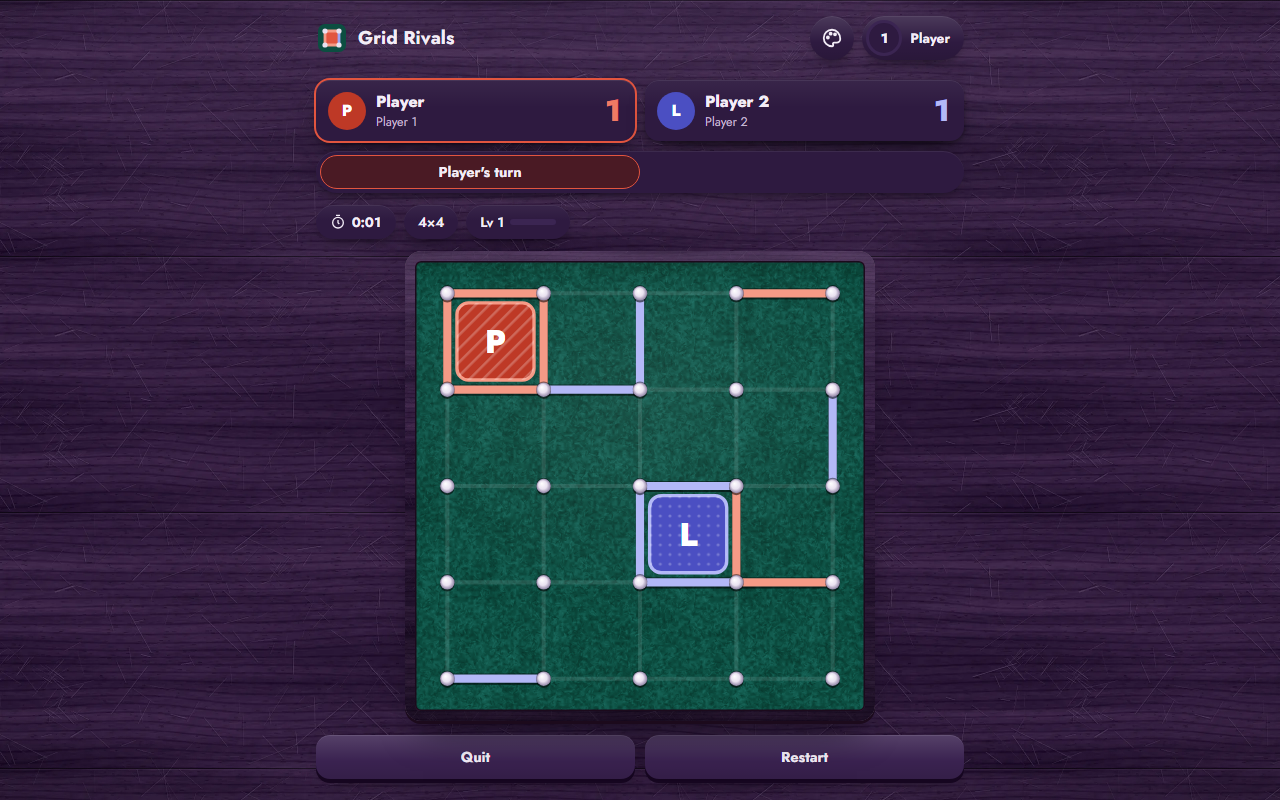 Grid Rivals
1 Player
P Player 1
Player 1
L Player 2 1
Player 2
Player's turn
0:01 4×4 Lv 1
P
L
Quit Restart